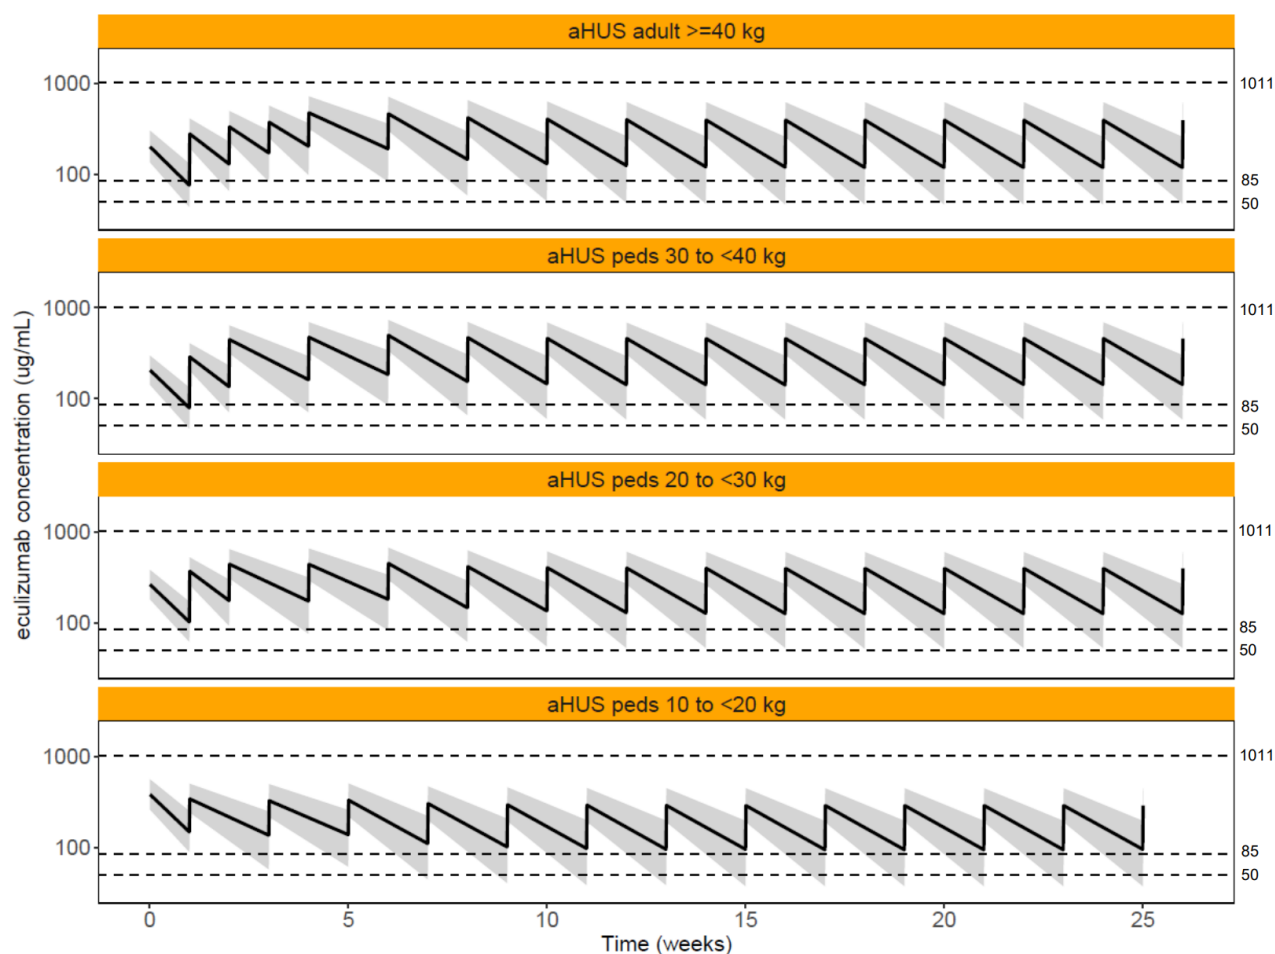 aHUS adult >=40 kg
1000
1011
100
85
50
aHUS peds 30 to <40 kg
1000
1011
100
85
50
aHUS peds 20 to <30 kg
1000
1011
100
85
50
aHUS peds 10 to <20 kg
1000
1011
100
85
50
0 5 10 15 20 25
Time (weeks)
eculizumab concentration (ug/mL)